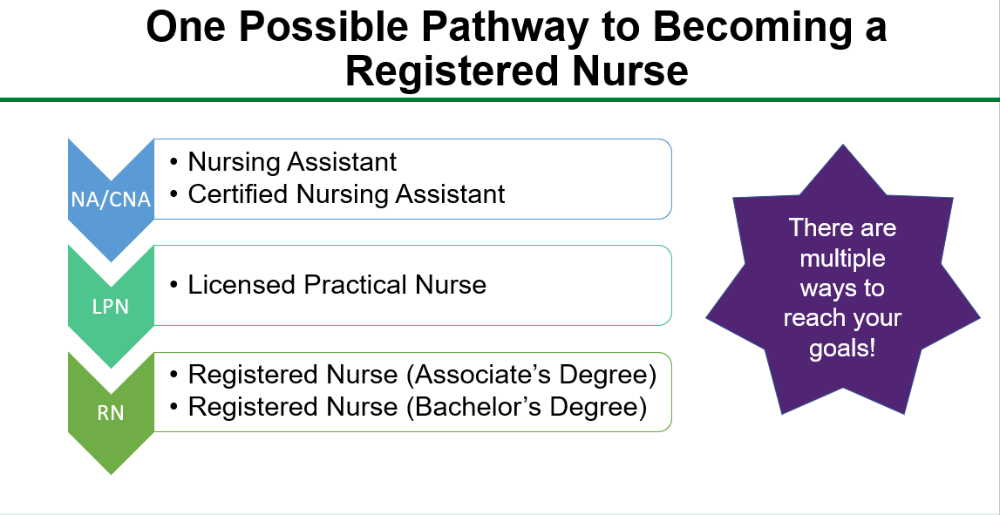 One Possible Pathway to Becoming a
Registered Nurse
NA/CNA
• Nursing Assistant
• Certified Nursing Assistant
LPN
• Licensed Practical Nurse
RN
• Registered Nurse (Associate’s Degree)
• Registered Nurse (Bachelor’s Degree)
There are
multiple
ways to
reach your
goals!